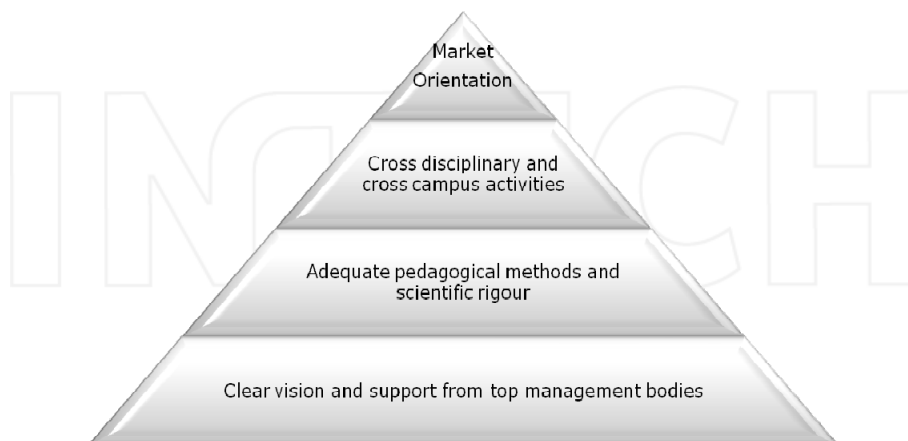 Market
Orientation
Cross disciplinary and
cross campus activities
Adequate pedagogical methods and
scientific rigour
Clear vision and support from top management bodies